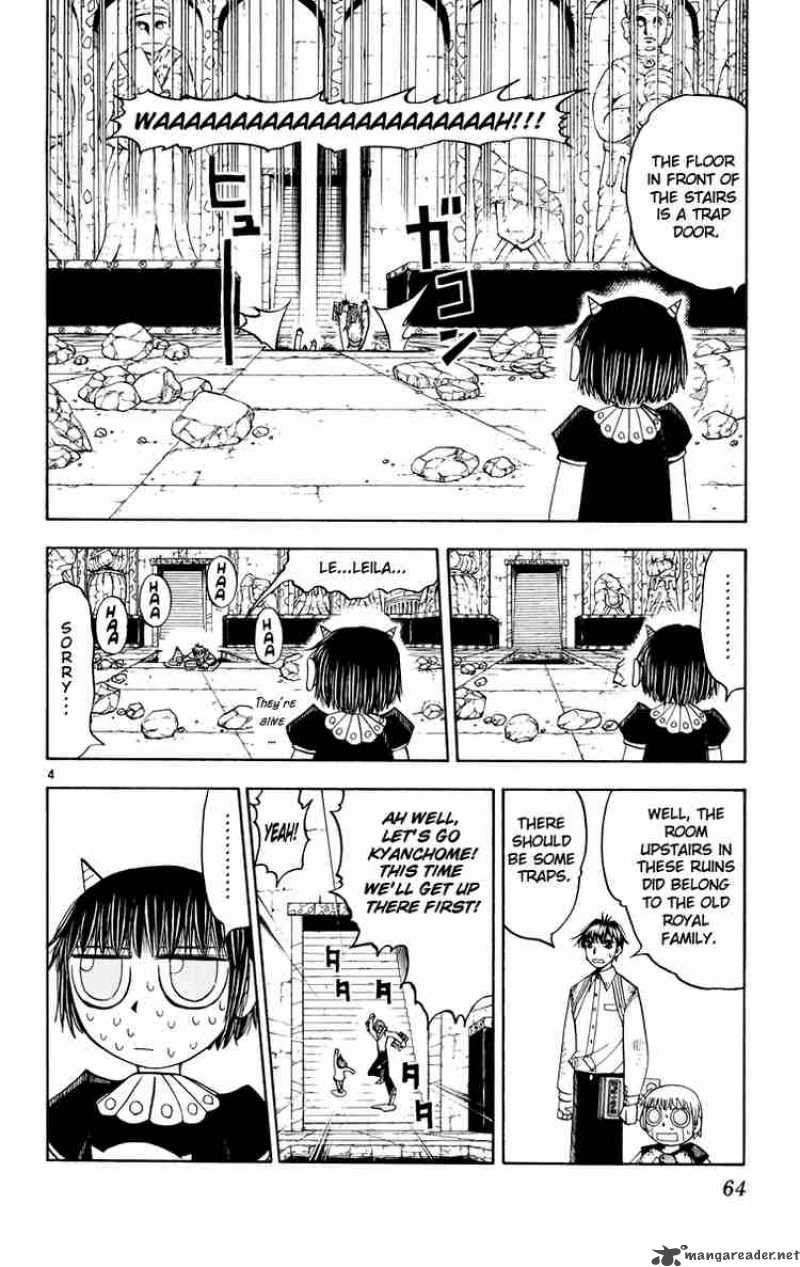 THE FLOOR
IN FRONT OF
THE STAIRS
IS A TRAP
DOOR.
WAAAAAAAAAAAAAAAAAAAAAAAH!!!
ガコン
ヒュー
.........
LE...LEILA...
HAA
HAA
HAA
HAA
They're
alive
SORRY...
4
WELL, THE
ROOM
UPSTAIRS IN
THESE RUINS
DID BELONG
TO THE OLD
ROYAL
FAMILY.
THERE
SHOULD
BE SOME
TRAPS.
AH WELL,
LET'S GO
KYANCHOME!
THIS TIME
WE'LL GET UP
THERE FIRST!
YEAH!
タタ
タタ
.........
64
mangareader.net